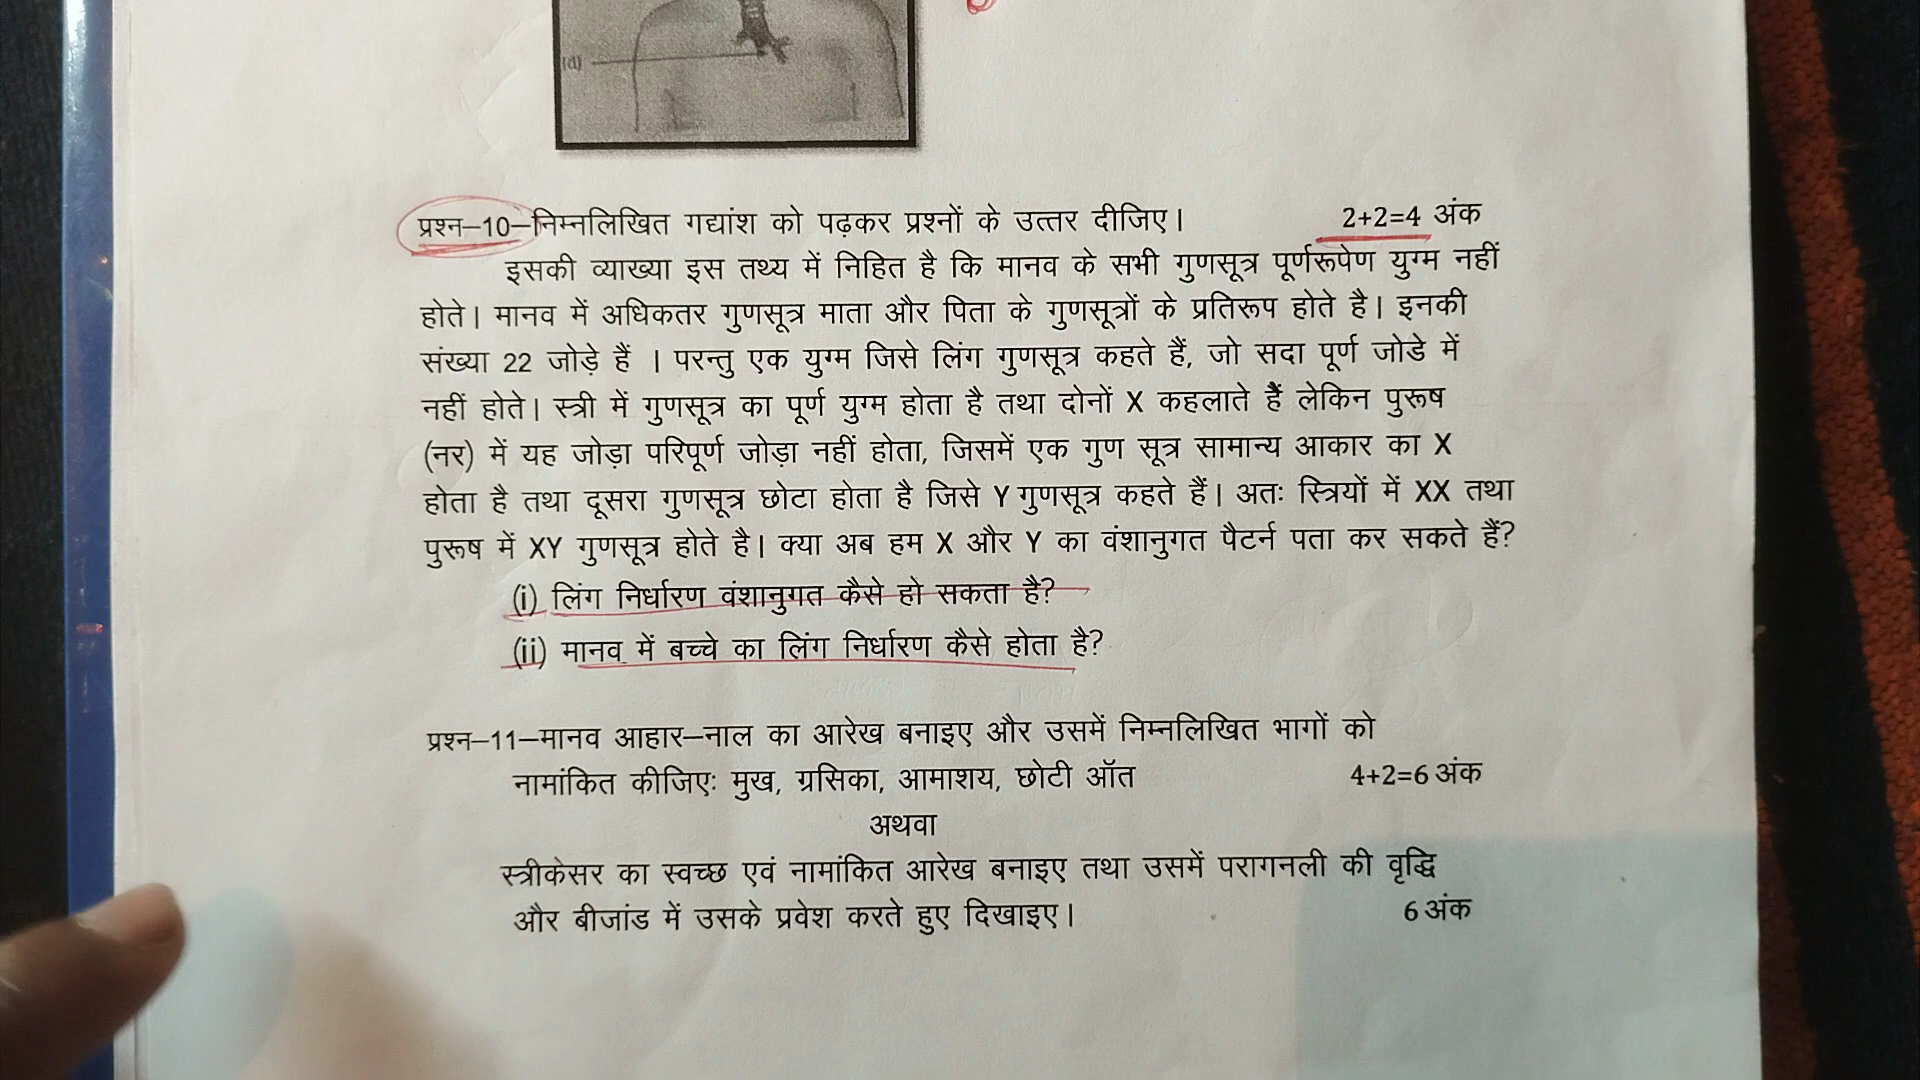 (d)
प्रश्न–10–निम्नलिखित गद्यांश को पढ़कर प्रश्नों के उत्तर दीजिए। 2+2=4 अंक
इसकी व्याख्या इस तथ्य में निहित है कि मानव के सभी गुणसूत्र पूर्णरूपेण युग्म नहीं
होते। मानव में अधिकतर गुणसूत्र माता और पिता के गुणसूत्रों के प्रतिरूप होते है। इनकी
संख्या 22 जोड़े हैं । परन्तु एक युग्म जिसे लिंग गुणसूत्र कहते हैं, जो सदा पूर्ण जोडे में
नहीं होते। स्त्री में गुणसूत्र का पूर्ण युग्म होता है तथा दोनों X कहलाते हैं लेकिन पुरूष
(नर) में यह जोड़ा परिपूर्ण जोड़ा नहीं होता, जिसमें एक गुण सूत्र सामान्य आकार का X
होता है तथा दूसरा गुणसूत्र छोटा होता है जिसे Y गुणसूत्र कहते हैं। अतः स्त्रियों में XX तथा
पुरूष में XY गुणसूत्र होते है। क्या अब हम X और Y का वंशानुगत पैटर्न पता कर सकते हैं?
(i) लिंग निर्धारण वंशानुगत कैसे हो सकता है?
(ii) मानव में बच्चे का लिंग निर्धारण कैसे होता है?
प्रश्न–11–मानव आहार–नाल का आरेख बनाइए और उसमें निम्नलिखित भागों को
नामांकित कीजिएः मुख, ग्रसिका, आमाशय, छोटी ऑत 4+2=6 अंक
अथवा
स्त्रीकेसर का स्वच्छ एवं नामांकित आरेख बनाइए तथा उसमें परागनली की वृद्धि
और बीजांड में उसके प्रवेश करते हुए दिखाइए। 6 अंक